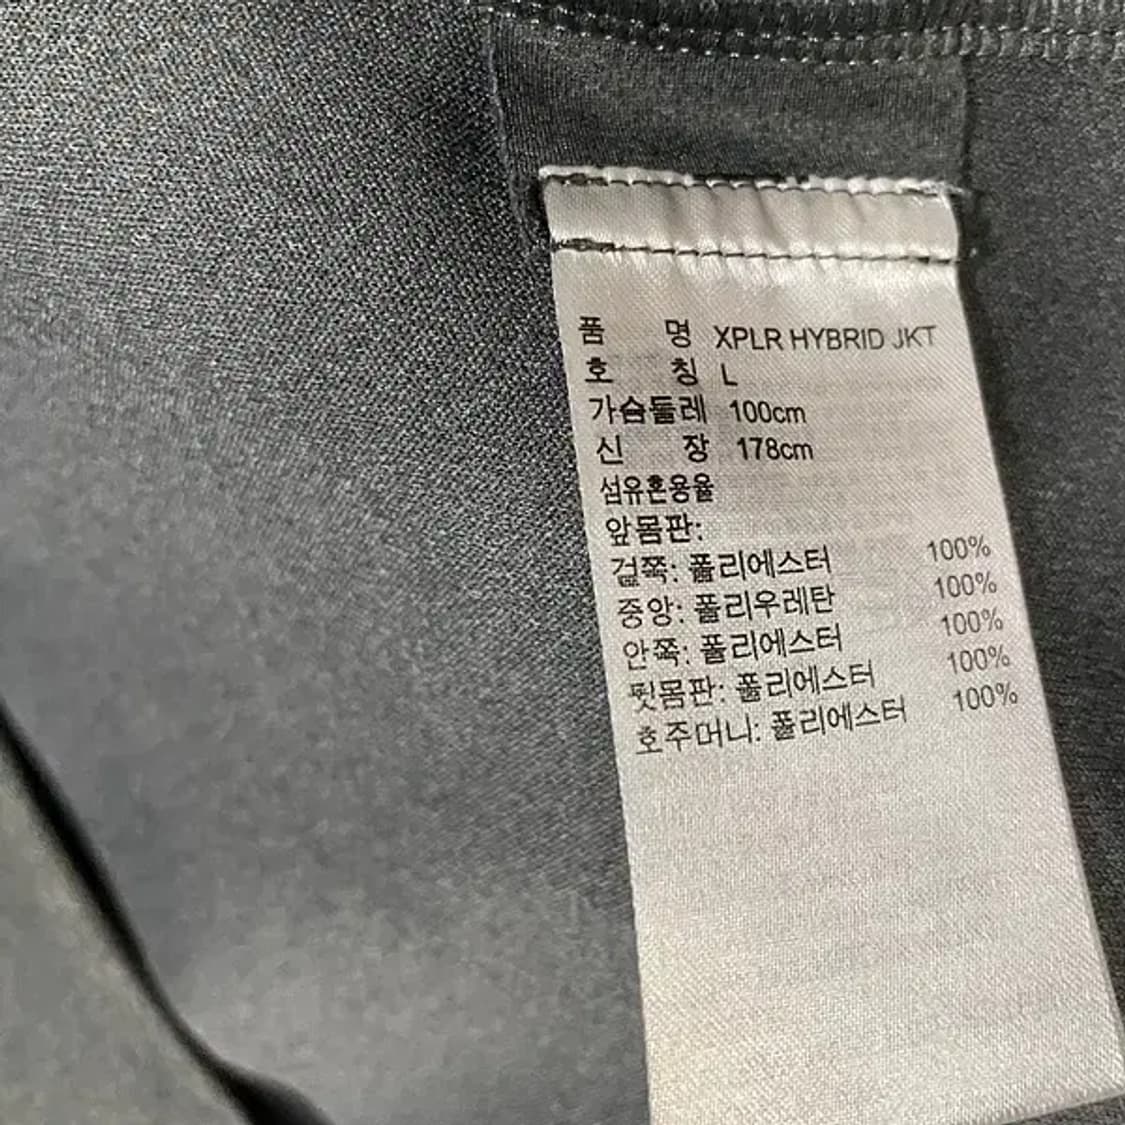 품 명 XPLR HYBRID JKT
호 칭 L
가슴둘레 100cm
신 장 178cm
섬유혼용율
앞몸판:
겉쪽: 폴리에스터 100%
중앙: 폴리우레탄 100%
안쪽: 폴리에스터 100%
뒷몸판: 폴리에스터 100%
호주머니: 폴리에스터 100%